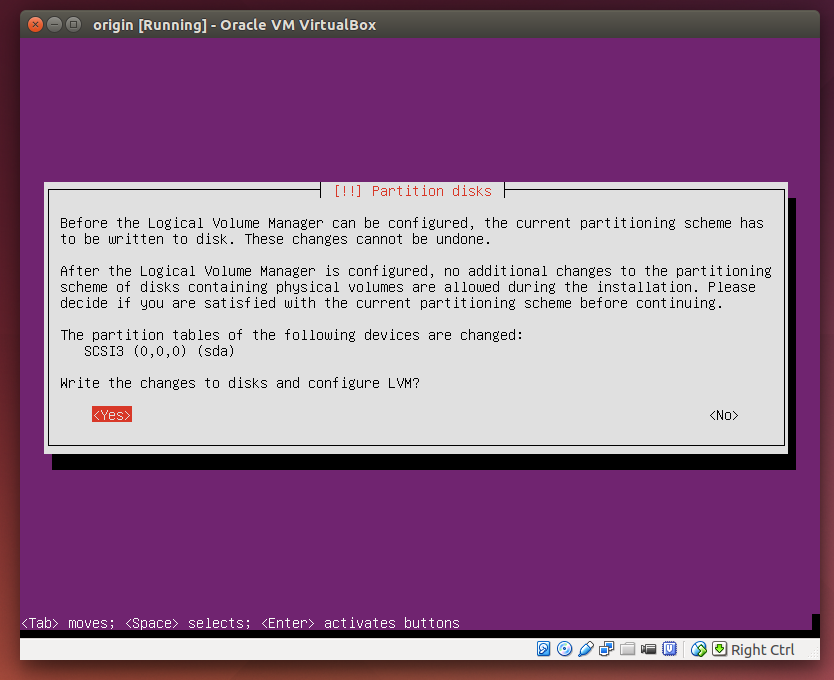 origin [Running] - Oracle VM VirtualBox
[!!] Partition disks
Before the Logical Volume Manager can be configured, the current partitioning scheme has
to be written to disk. These changes cannot be undone.
After the Logical Volume Manager is configured, no additional changes to the partitioning
scheme of disks containing physical volumes are allowed during the installation. Please
decide if you are satisfied with the current partitioning scheme before continuing.
The partition tables of the following devices are changed:
SCSI3 (0,0,0) (sda)
Write the changes to disks and configure LVM?
<Yes> <No>
<Tab> moves; <Space> selects; <Enter> activates buttons
Right Ctrl